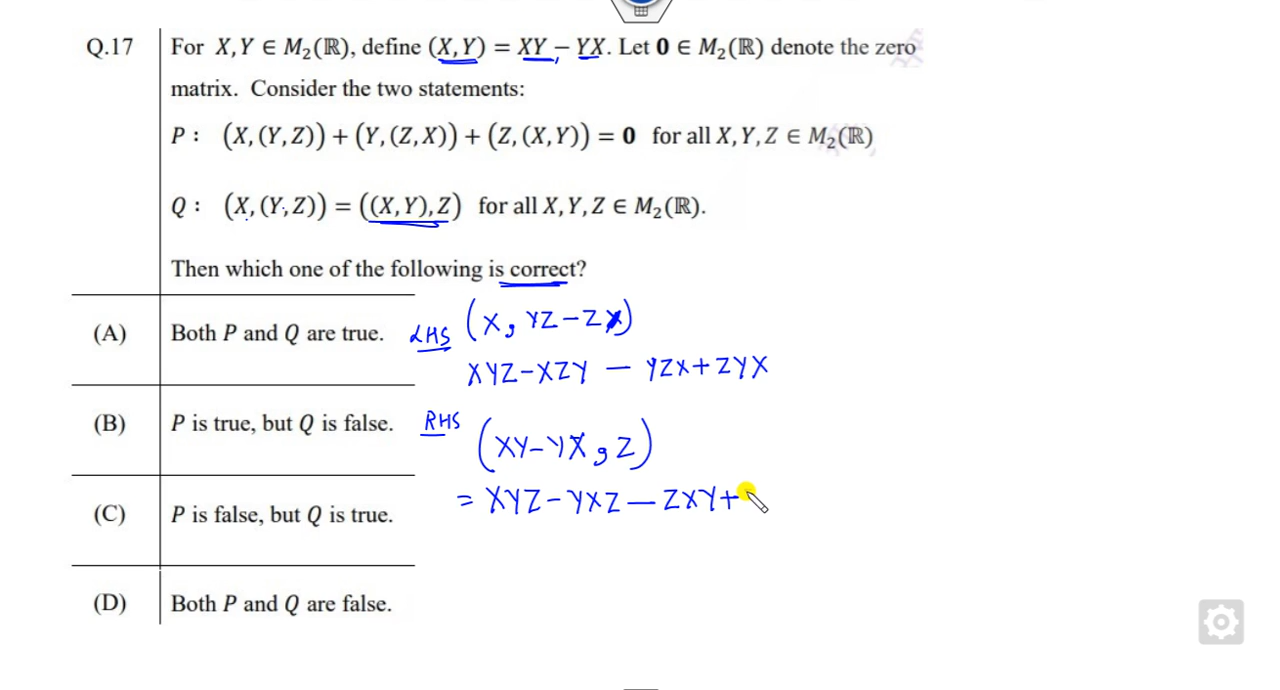 Q.17 For X, Y ∈ M₂(ℝ), define (X, Y) = XY − YX. Let 0 ∈ M₂(ℝ) denote the zero
matrix. Consider the two statements:
P : (X, (Y, Z)) + (Y, (Z, X)) + (Z, (X, Y)) = 0 for all X, Y, Z ∈ M₂(ℝ)
Q : (X, (Y, Z)) = ((X, Y), Z) for all X, Y, Z ∈ M₂(ℝ).
Then which one of the following is correct?
(A) Both P and Q are true.
LHS (X, YZ−ZY)
XYZ−XZY − YZX+ZYX
(B) P is true, but Q is false.
RHS (XY−YX, Z)
= XYZ−YXZ−ZXY+
(C) P is false, but Q is true.
(D) Both P and Q are false.